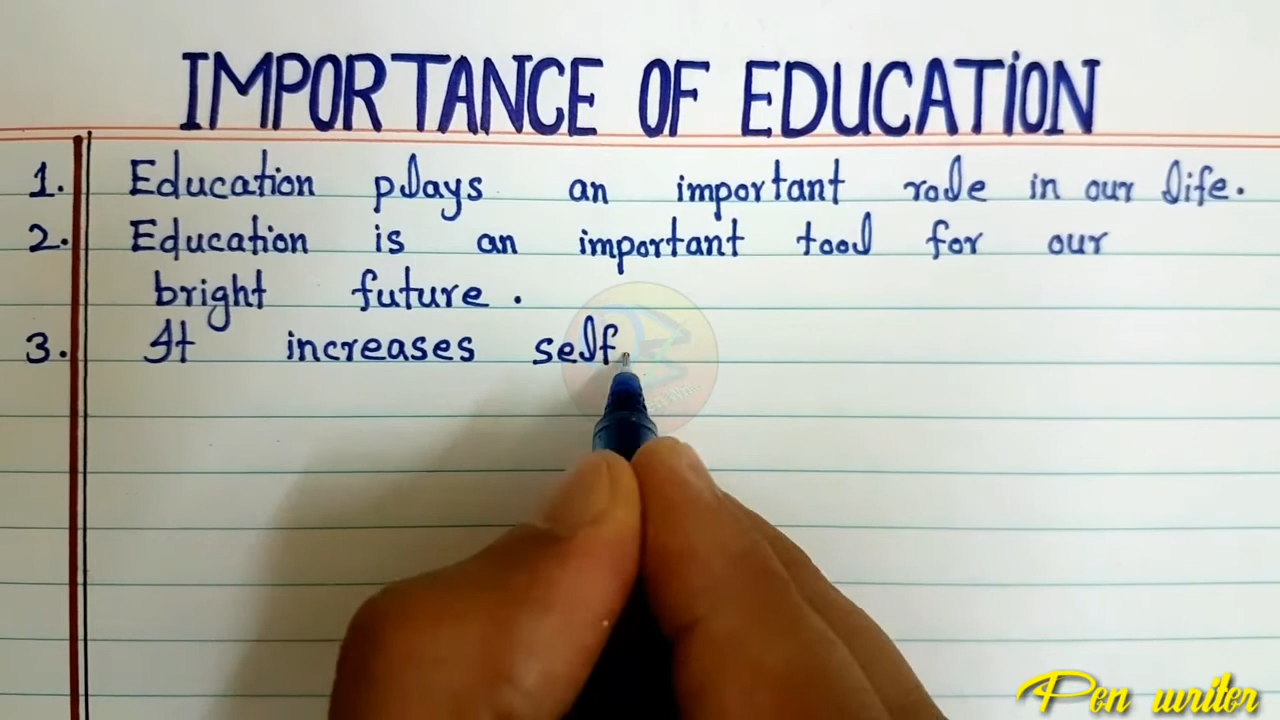 IMPORTANCE OF EDUCATION
1. Education plays an important role in our life.
2. Education is an important tool for our
bright future.
3. It increases self
Pen writer